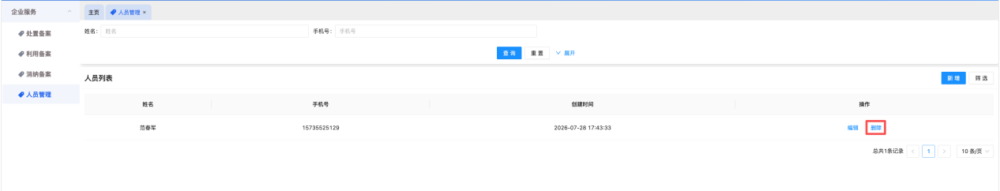 企业服务
主页 人员管理 ×
处置备案
利用备案
消纳备案
人员管理
姓名: 姓名 手机号: 手机号
查 询 重 置 展开
人员列表 新 增 筛 选
姓名 手机号 创建时间 操作
范春军 15735525129 2026-07-28 17:43:33 编辑 删除
总共1条记录 < 1 > 10 条/页